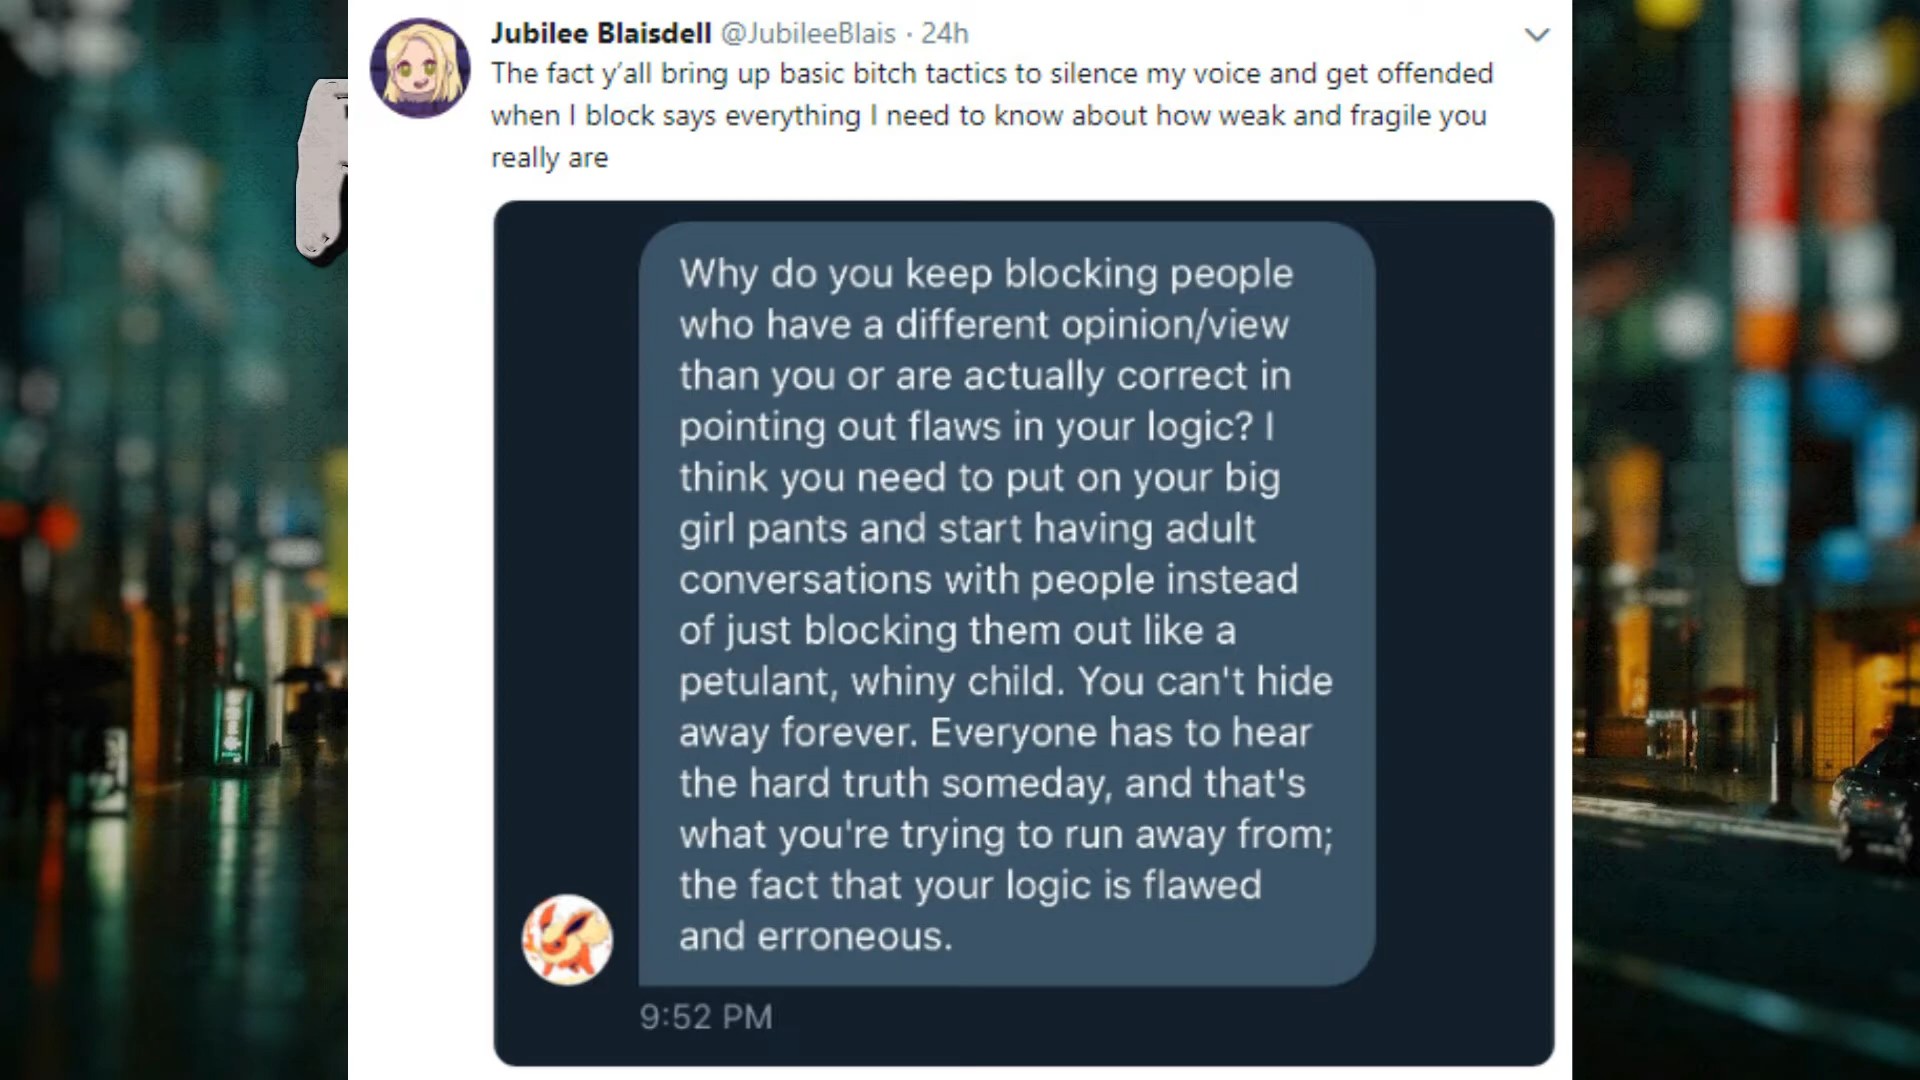 Jubilee Blaisdell @JubileeBlais · 24h
The fact y’all bring up basic bitch tactics to silence my voice and get offended
when I block says everything I need to know about how weak and fragile you
really are
Why do you keep blocking people
who have a different opinion/view
than you or are actually correct in
pointing out flaws in your logic? I
think you need to put on your big
girl pants and start having adult
conversations with people instead
of just blocking them out like a
petulant, whiny child. You can't hide
away forever. Everyone has to hear
the hard truth someday, and that's
what you're trying to run away from;
the fact that your logic is flawed
and erroneous.
9:52 PM